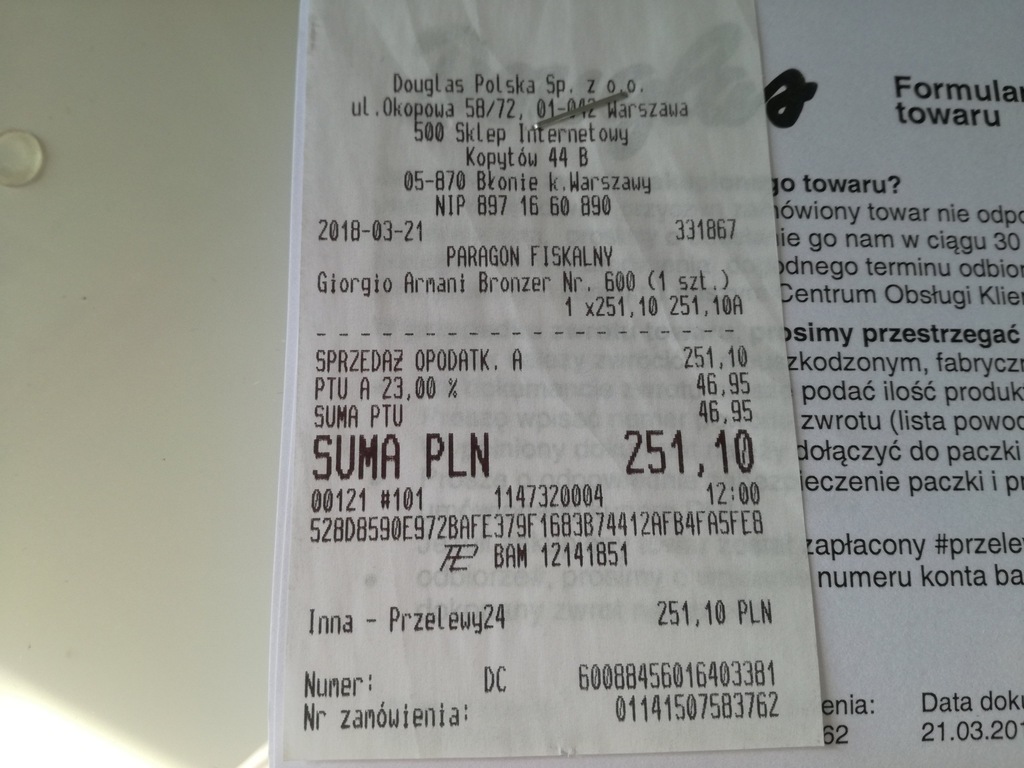 Douglas Polska Sp. z o.o.
ul.Okopowa 58/72, 01-042 Warszawa
500 Sklep Internetowy
Kopytów 44 B
05-870 Błonie k.Warszawy
NIP 897 16 60 890
2018-03-21 331867
PARAGON FISKALNY
Giorgio Armani Bronzer Nr. 600 (1 szt.)
1 x251,10 251,10A
SPRZEDAŻ OPODATK. A 251,10
PTU A 23,00 % 46,95
SUMA PTU 46,95
SUMA PLN 251,10
00121 #101 1147320004 12:00
528D8590E972BAFE379F1683B74412AFB4FA5FE8
BAM 12141851
Inna - Przelewy24 251,10 PLN
Numer: DC 60088456016403381
Nr zamówienia: 01141507583762
Formular
towaru
go towaru?
ówiony towar nie odpo
ie go nam w ciągu 30
dnego terminu odbior
Centrum Obsługi Klien
simy przestrzegać
zkodzonym, fabryczn
podać ilość produk
zwrotu (lista powod
dołączyć do paczki
ieczenie paczki i pr
zapłacony #przele
numeru konta ba
enia: Data doku
62 21.03.201